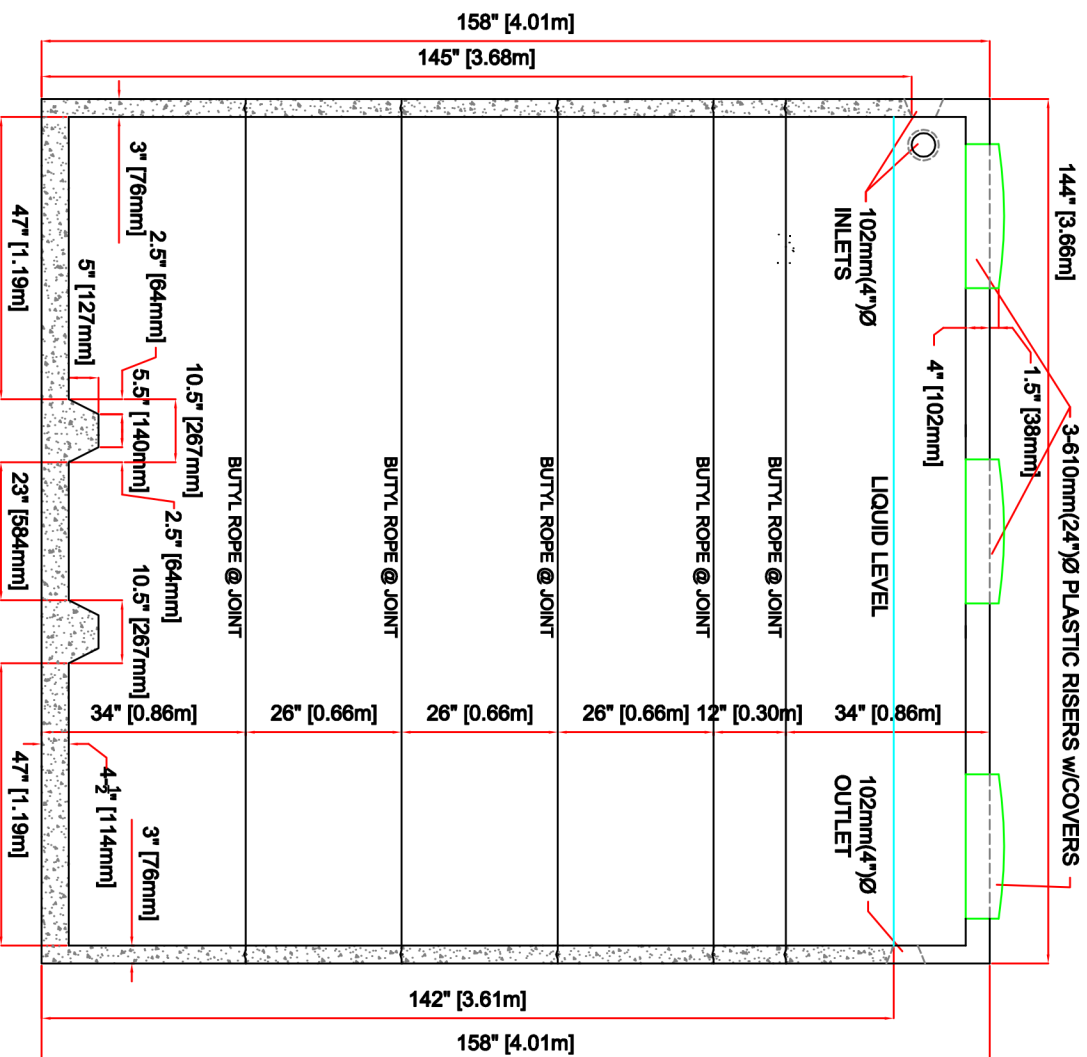 158" [4.01m]
145" [3.68m]
144" [3.66m]
3-610mm(24")Ø PLASTIC RISERS w/COVERS
1.5" [38mm]
4" [102mm]
102mm(4")Ø
INLETS
3" [76mm]
47" [1.19m]
2.5" [64mm]
5" [127mm]
5.5" [140mm]
10.5" [267mm]
23" [584mm]
2.5" [64mm]
10.5" [267mm]
BUTYL ROPE @ JOINT
BUTYL ROPE @ JOINT
BUTYL ROPE @ JOINT
BUTYL ROPE @ JOINT
BUTYL ROPE @ JOINT
LIQUID LEVEL
34" [0.86m]
26" [0.66m]
26" [0.66m]
26" [0.66m]
12" [0.30m]
34" [0.86m]
47" [1.19m]
4-1/2" [114mm]
3" [76mm]
102mm(4")Ø
OUTLET
142" [3.61m]
158" [4.01m]